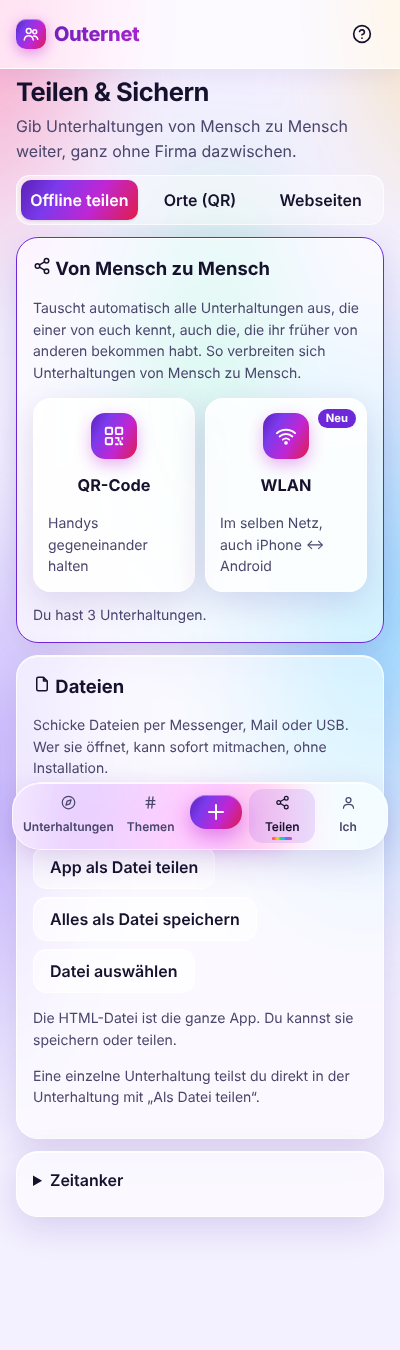 Outernet
Teilen & Sichern
Gib Unterhaltungen von Mensch zu Mensch
weiter, ganz ohne Firma dazwischen.
Offline teilen
Orte (QR)
Webseiten
Von Mensch zu Mensch
Tauscht automatisch alle Unterhaltungen aus, die
einer von euch kennt, auch die, die ihr früher von
anderen bekommen habt. So verbreiten sich
Unterhaltungen von Mensch zu Mensch.
QR-Code
Handys
gegeneinander
halten
Neu
WLAN
Im selben Netz,
auch iPhone ↔
Android
Du hast 3 Unterhaltungen.
Dateien
Schicke Dateien per Messenger, Mail oder USB.
Wer sie öffnet, kann sofort mitmachen, ohne
Installation.
Unterhaltungen
Themen
Teilen
Ich
App als Datei teilen
Alles als Datei speichern
Datei auswählen
Die HTML-Datei ist die ganze App. Du kannst sie
speichern oder teilen.
Eine einzelne Unterhaltung teilst du direkt in der
Unterhaltung mit „Als Datei teilen“.
Zeitanker